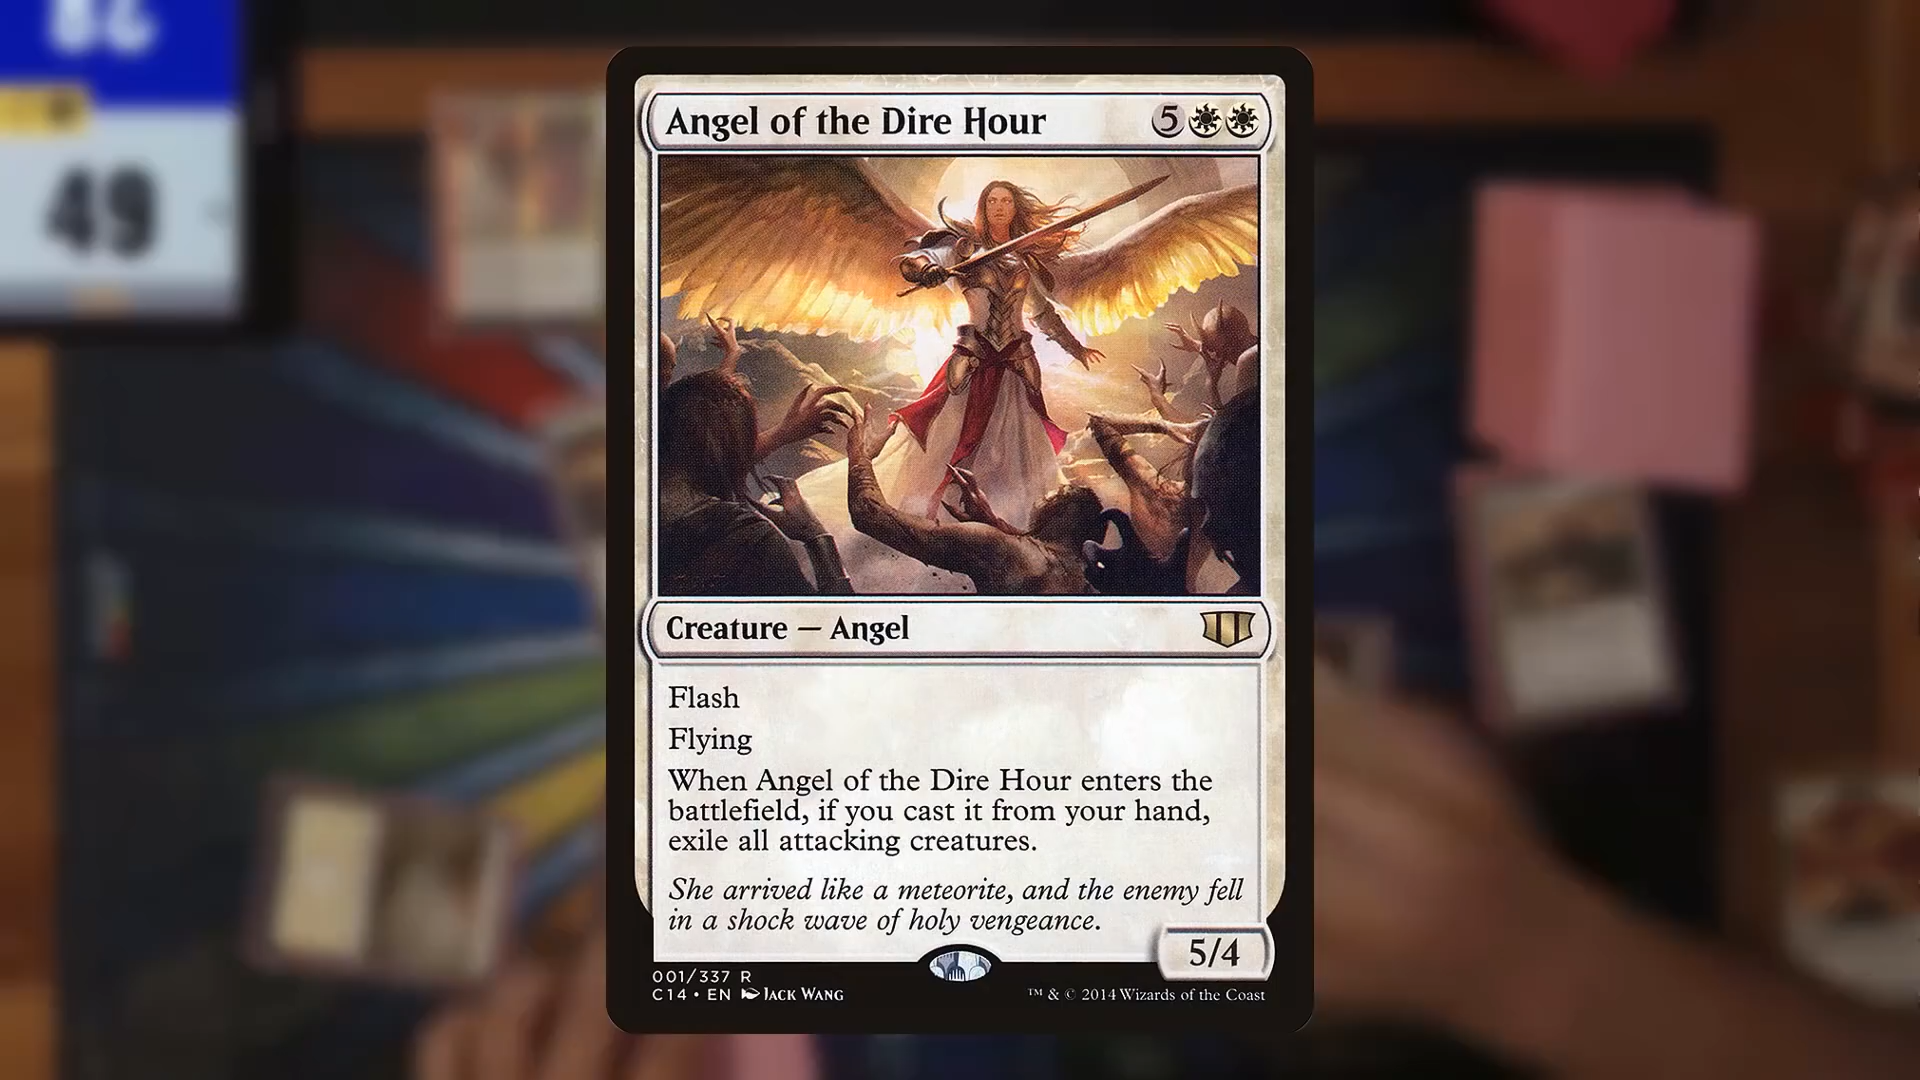 84
49
Angel of the Dire Hour 5
Creature — Angel
Flash
Flying
When Angel of the Dire Hour enters the
battlefield, if you cast it from your hand,
exile all attacking creatures.
She arrived like a meteorite, and the enemy fell
in a shock wave of holy vengeance.
5/4
001/337 R
C14 • EN Jack Wang
™ & © 2014 Wizards of the Coast